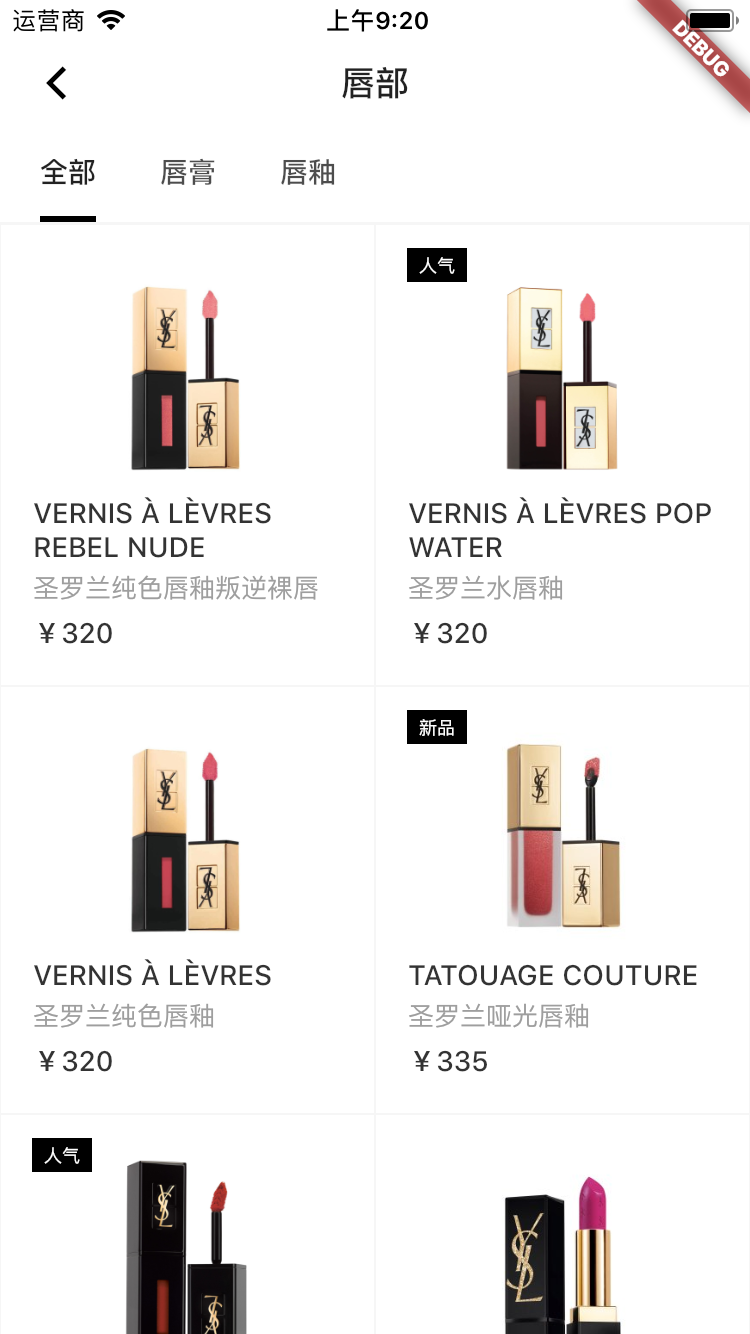 运营商 上午9:20
DEBUG
唇部
全部 唇膏 唇釉
人气
VERNIS À LÈVRES
REBEL NUDE
圣罗兰纯色唇釉叛逆裸唇
¥ 320
VERNIS À LÈVRES POP
WATER
圣罗兰水唇釉
¥ 320
新品
VERNIS À LÈVRES
圣罗兰纯色唇釉
¥ 320
TATOUAGE COUTURE
圣罗兰哑光唇釉
¥ 335
人气